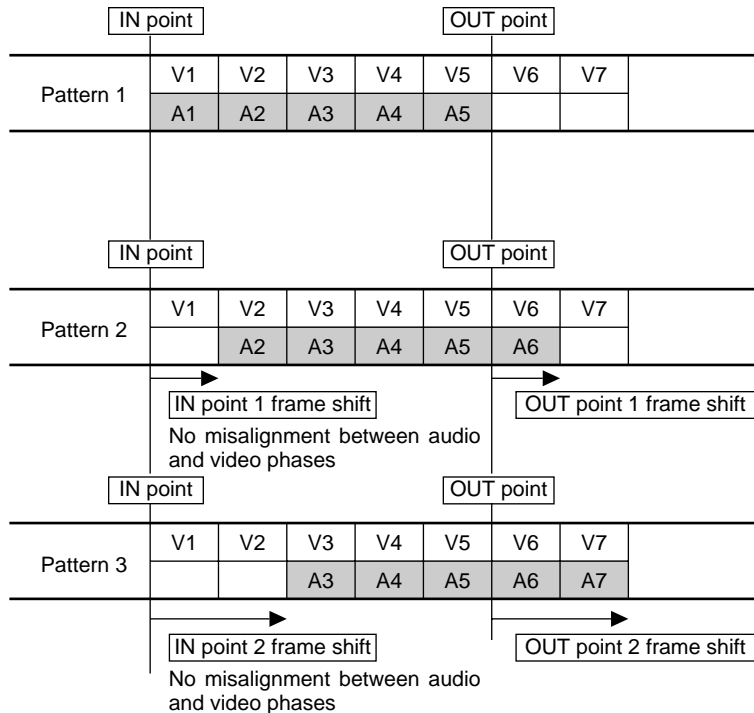 IN point OUT point
Pattern 1 V1 V2 V3 V4 V5 V6 V7
A1 A2 A3 A4 A5
IN point OUT point
Pattern 2 V1 V2 V3 V4 V5 V6 V7
A2 A3 A4 A5 A6
IN point 1 frame shift OUT point 1 frame shift
No misalignment between audio
and video phases
IN point OUT point
Pattern 3 V1 V2 V3 V4 V5 V6 V7
A3 A4 A5 A6 A7
IN point 2 frame shift OUT point 2 frame shift
No misalignment between audio
and video phases